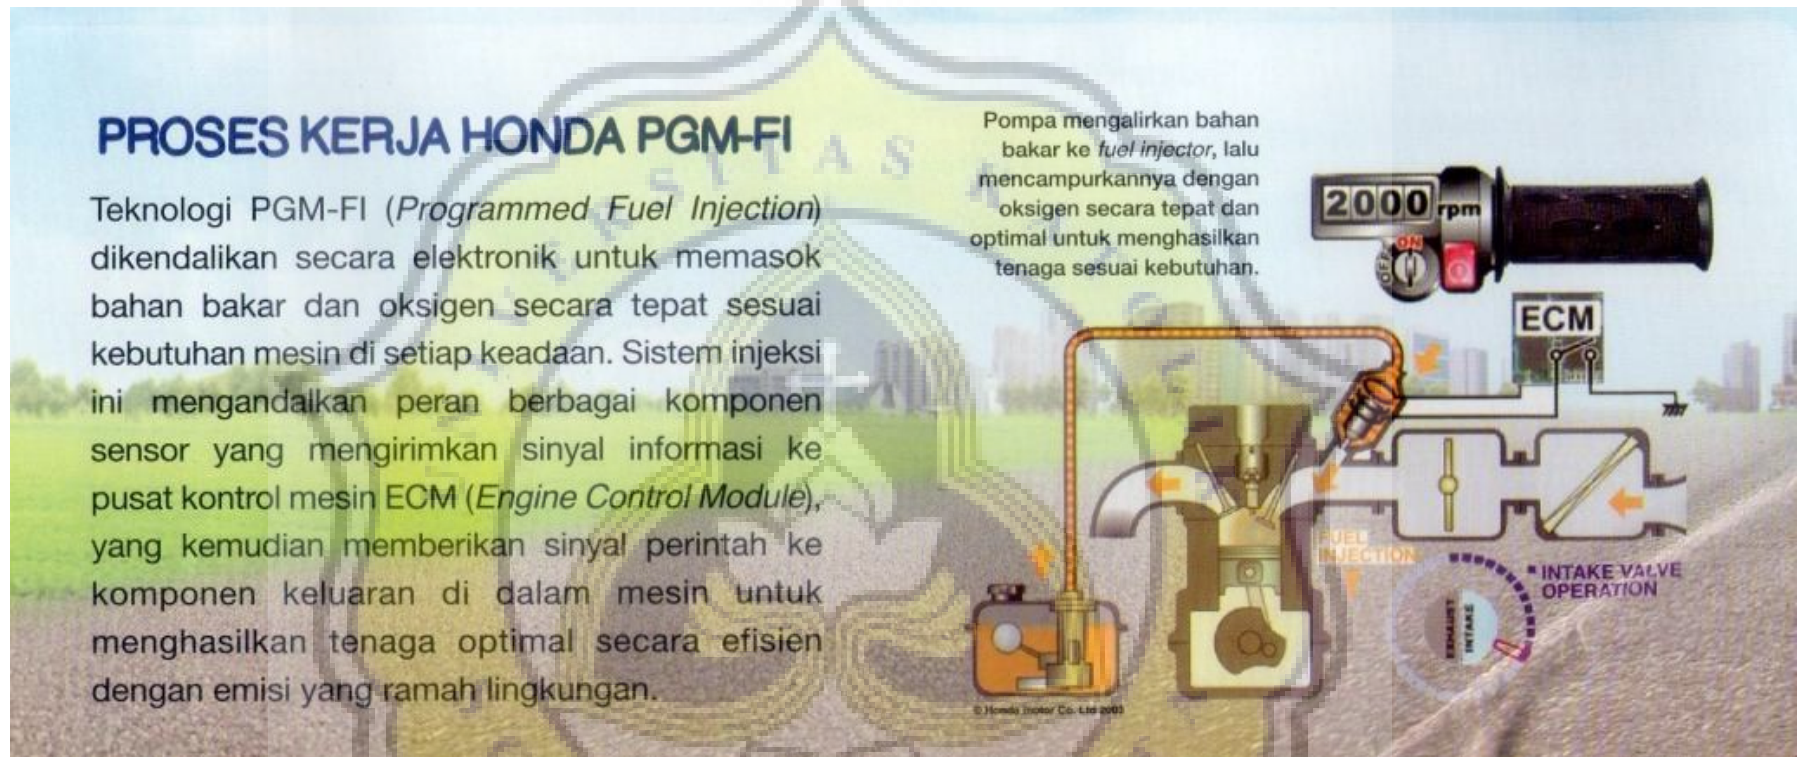 PROSES KERJA HONDA PGM-FI
Teknologi PGM-FI (Programmed Fuel Injection)
dikendalikan secara elektronik untuk memasok
bahan bakar dan oksigen secara tepat sesuai
kebutuhan mesin di setiap keadaan. Sistem injeksi
ini mengandalkan peran berbagai komponen
sensor yang mengirimkan sinyal informasi ke
pusat kontrol mesin ECM (Engine Control Module),
yang kemudian memberikan sinyal perintah ke
komponen keluaran di dalam mesin untuk
menghasilkan tenaga optimal secara efisien
dengan emisi yang ramah lingkungan.
Pompa mengalirkan bahan
bakar ke fuel injector, lalu
mencampurkannya dengan
oksigen secara tepat dan
optimal untuk menghasilkan
tenaga sesuai kebutuhan.
2000 rpm
ON
OFF
ECM
FUEL
INJECTION
INTAKE VALVE
OPERATION
EXHAUST
INTAKE
© Honda Motor Co. Ltd 2003